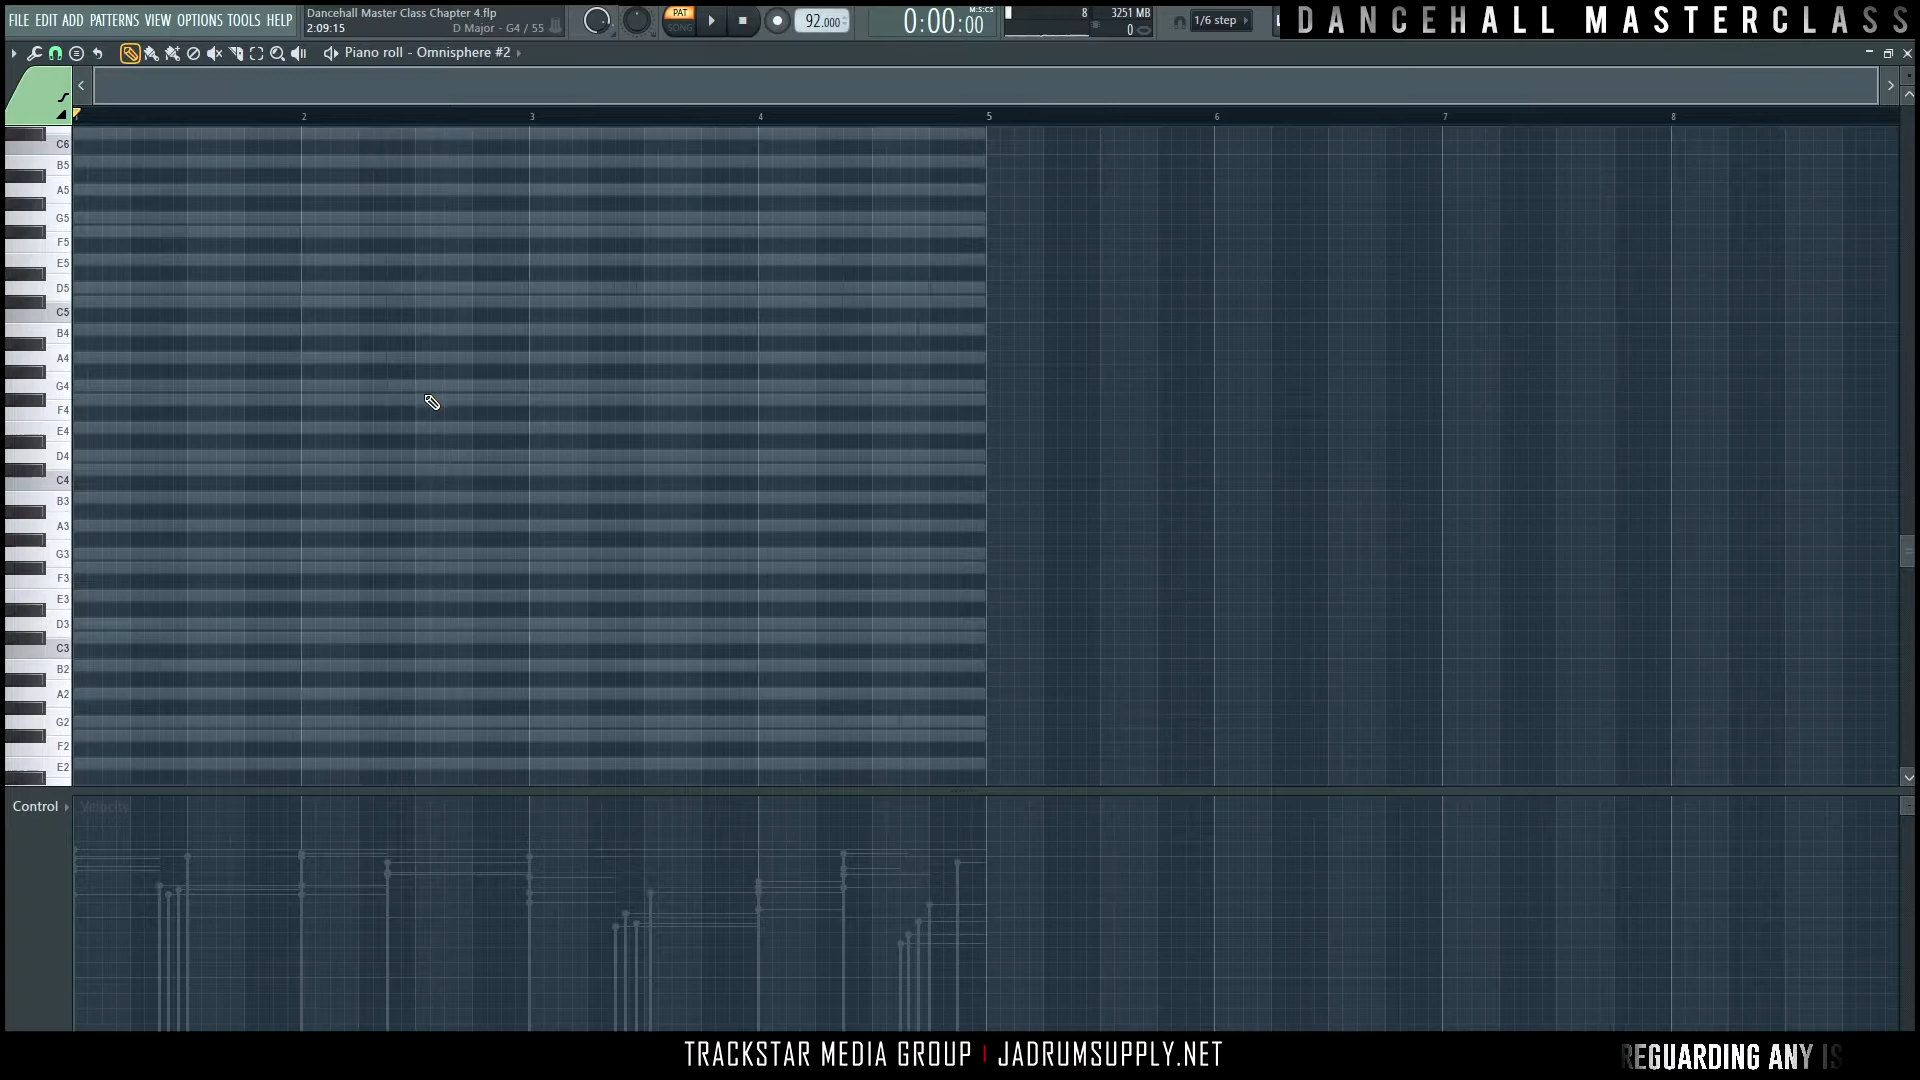 FILE EDIT ADD PATTERNS VIEW OPTIONS TOOLS HELP
Dancehall Master Class Chapter 4.flp
2:09:15
D Major - G4 / 55
PAT
SONG
92.000
0:00:00
M:S:CS
8
3251 MB
0
1/6 step
DANCEHALL MASTERCLASS
Piano roll - Omnisphere #2
2
3
4
5
6
7
8
C6
B5
A5
G5
F5
E5
D5
C5
B4
A4
G4
F4
E4
D4
C4
B3
A3
G3
F3
E3
D3
C3
B2
A2
G2
F2
E2
Control
Velocity
TRACKSTAR MEDIA GROUP | JADRUMSUPPLY.NET
REGUARDING ANY IS